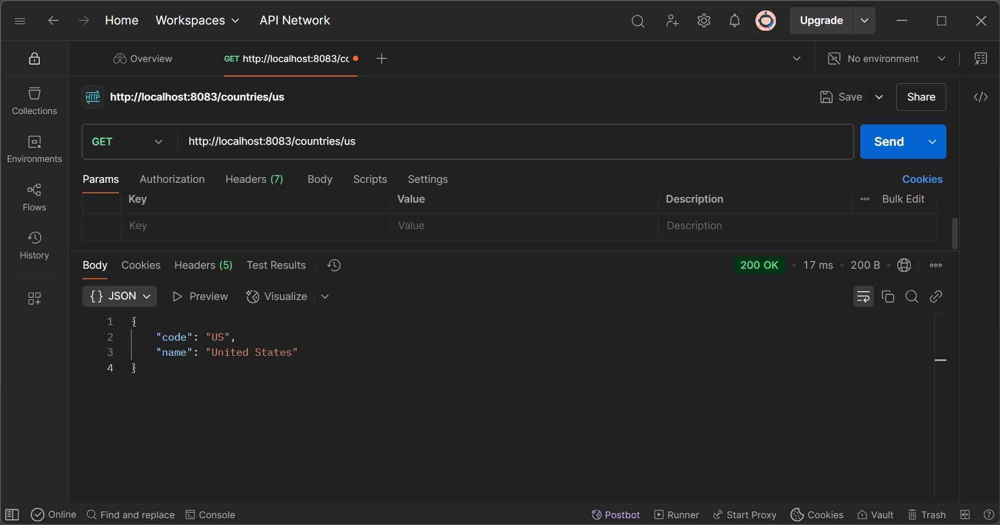 Home Workspaces API Network Upgrade
Overview GET http://localhost:8083/cc No environment
HTTP http://localhost:8083/countries/us Save Share
GET http://localhost:8083/countries/us Send
Params Authorization Headers (7) Body Scripts Settings Cookies
Key Value Description Bulk Edit
Key Value Description
Collections
Environments
Flows
History
Body Cookies Headers (5) Test Results 200 OK • 17 ms • 200 B •
{ } JSON Preview Visualize
1 {
2 "code": "US",
3 "name": "United States"
4 }
Online Find and replace Console Postbot Runner Start Proxy Cookies Vault Trash